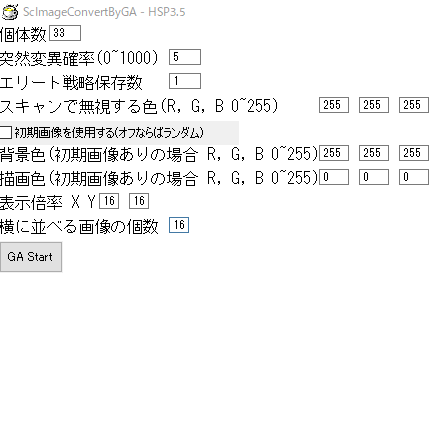 ScImageConvertByGA - HSP3.5
個体数 33
突然変異確率(0~1000) 5
エリート戦略保存数 1
スキャンで無視する色(R, G, B 0~255) 255 255 255
初期画像を使用する(オフならばランダム)
背景色(初期画像ありの場合 R, G, B 0~255) 255 255 255
描画色(初期画像ありの場合 R, G, B 0~255) 0 0 0
表示倍率 X Y 16 16
横に並べる画像の個数 16
GA Start